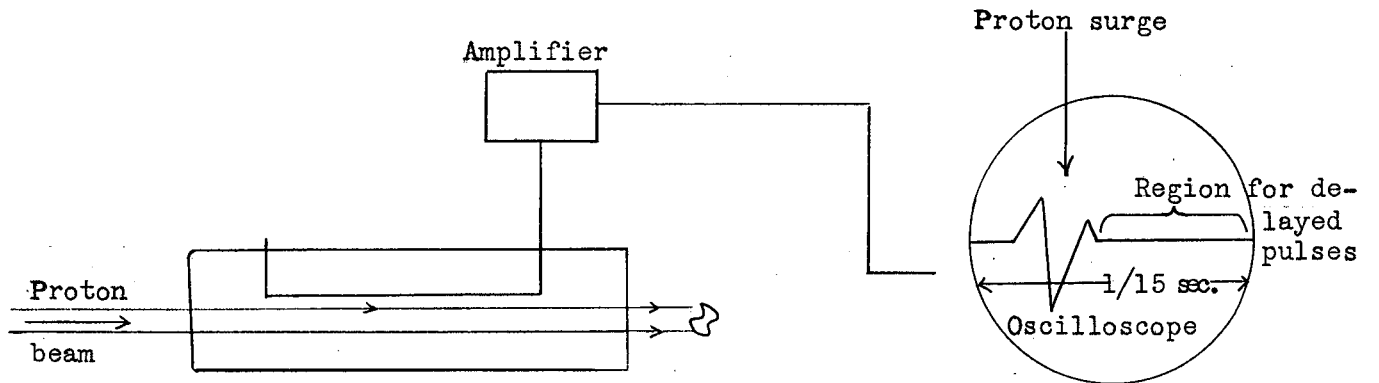 Proton surge
Amplifier
Region for de-
layed
pulses
Proton
beam
1/15 sec.
Oscilloscope